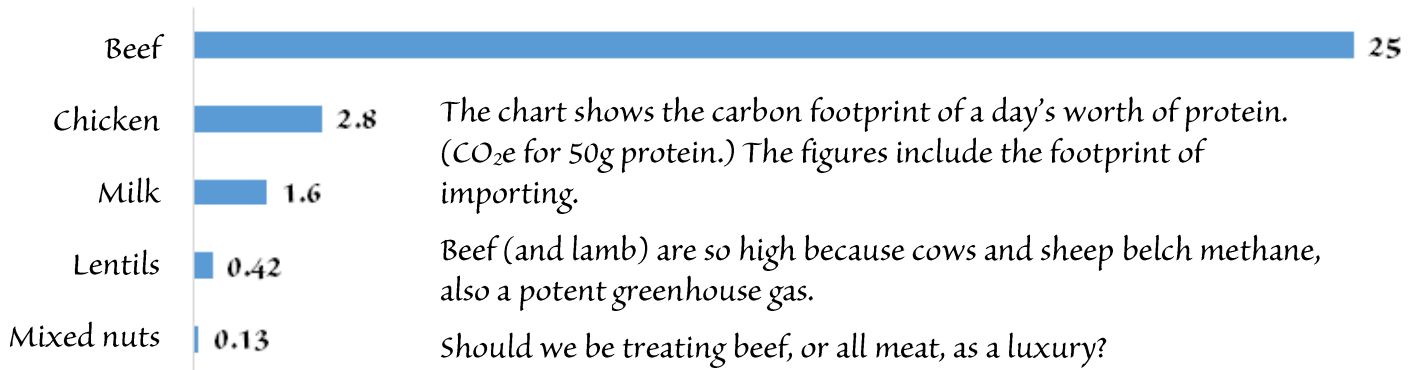 Beef 25
Chicken 2.8
The chart shows the carbon footprint of a day's worth of protein.
(CO₂e for 50g protein.) The figures include the footprint of
importing.
Milk 1.6
Beef (and lamb) are so high because cows and sheep belch methane,
also a potent greenhouse gas.
Lentils 0.42
Mixed nuts 0.13
Should we be treating beef, or all meat, as a luxury?